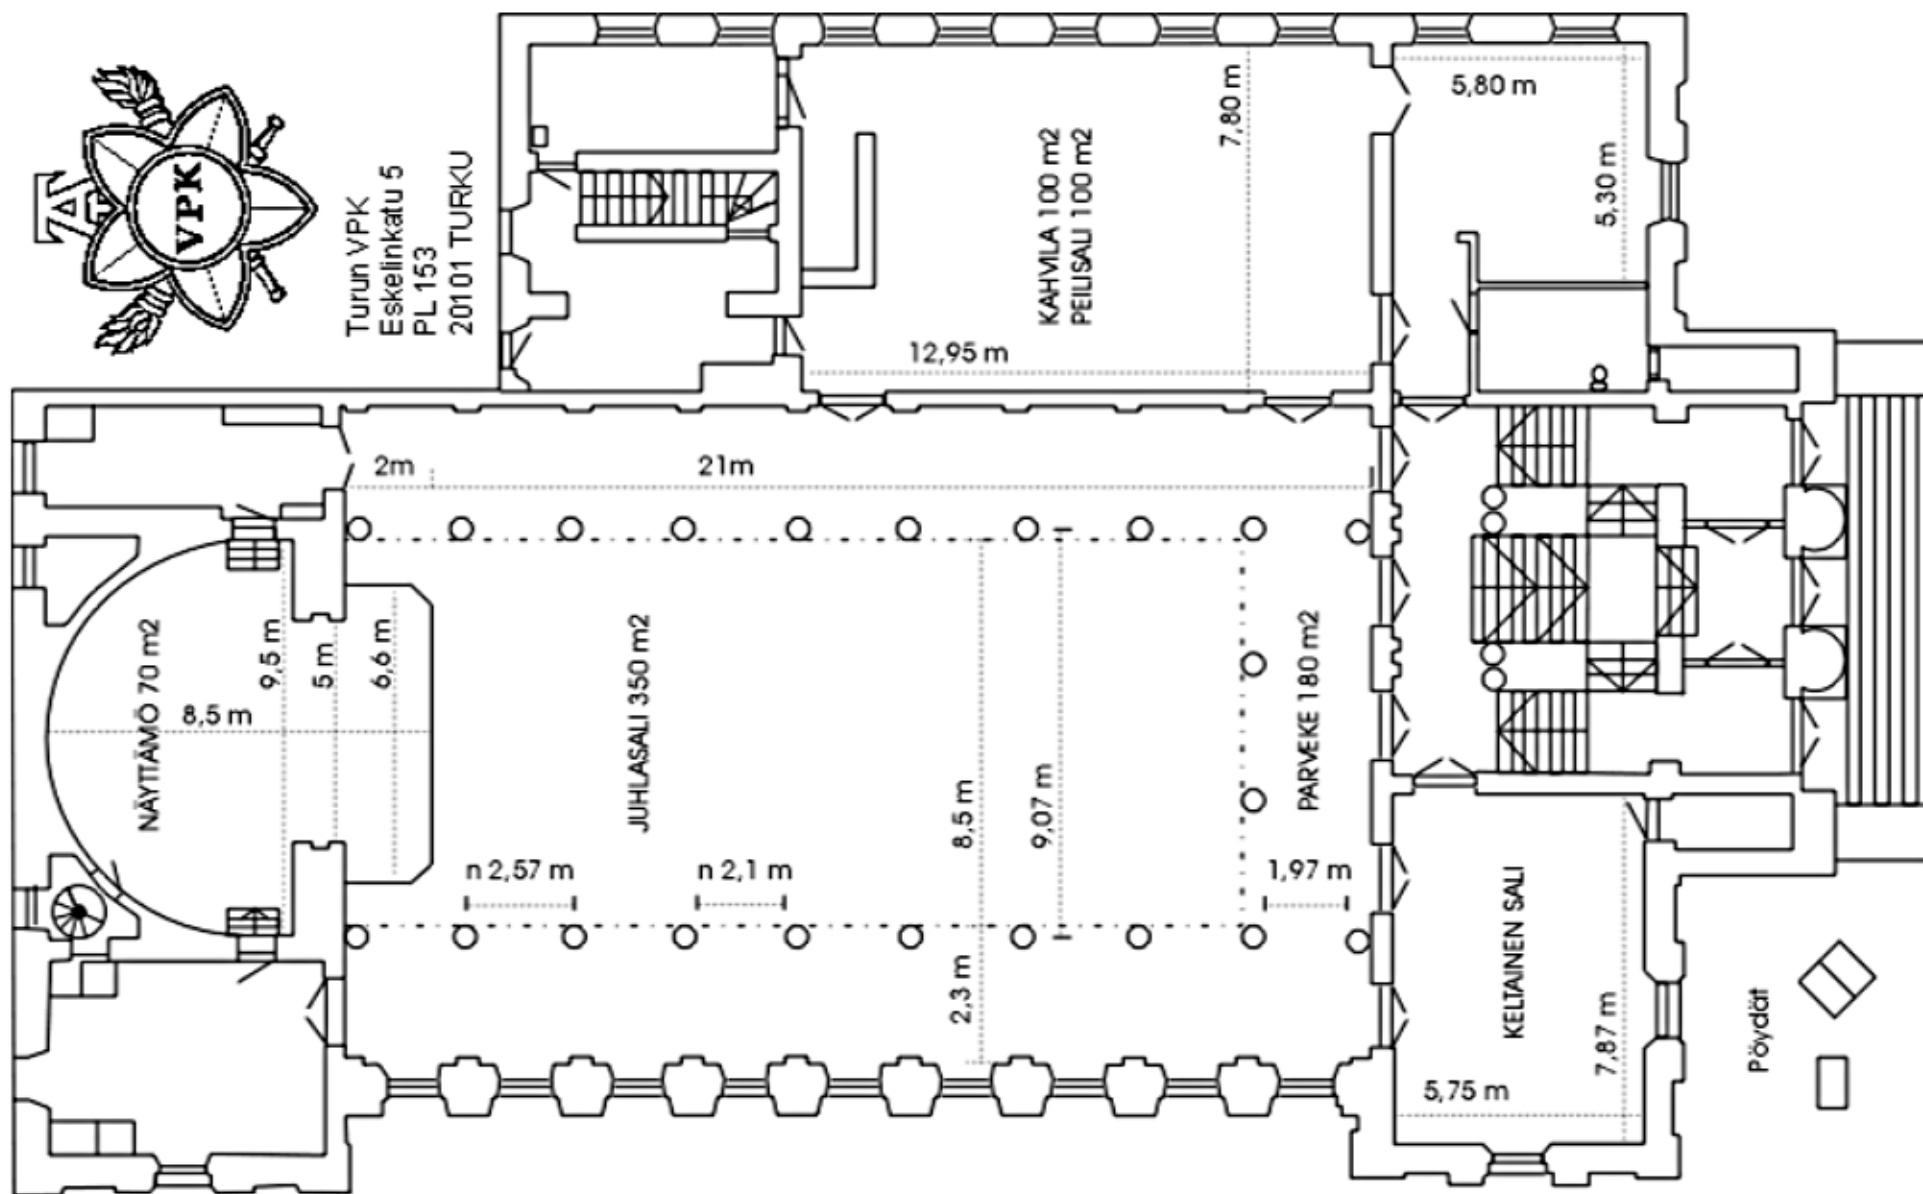 VPK
Turun VPK
Eskelinkatu 5
PL 153
20101 TURKU
KAHVILA 100 m2
PEILISALI 100 m2
7,80 m
12,95 m
5,80 m
5,30 m
2m
21m
NÄYTTÄMÖ 70 m2
8,5 m
9,5 m
5 m
6,6 m
JUHLASALI 350 m2
n 2,57 m
n 2,1 m
8,5 m
9,07 m
2,3 m
PARVEKE 180 m2
1,97 m
KELTAINEN SALI
5,75 m
7,87 m
Pöydät